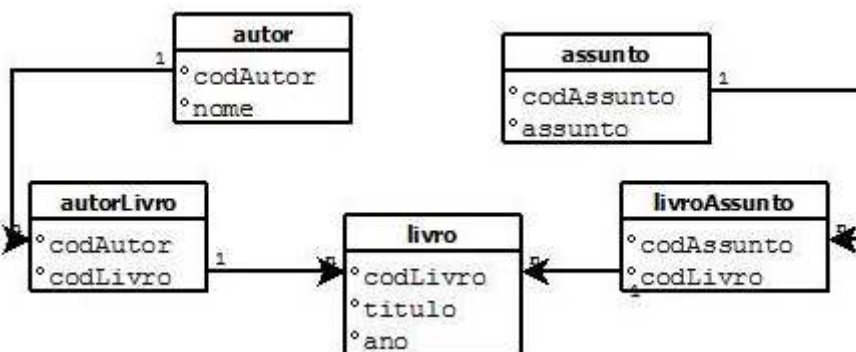 autor
1
codAutor
nome
assunto
1
codAssunto
assunto
autorLivro
n
codAutor
codLivro
1
livro
n
n
codLivro
titulo
ano
livroAssunto
n
codAssunto
codLivro
1